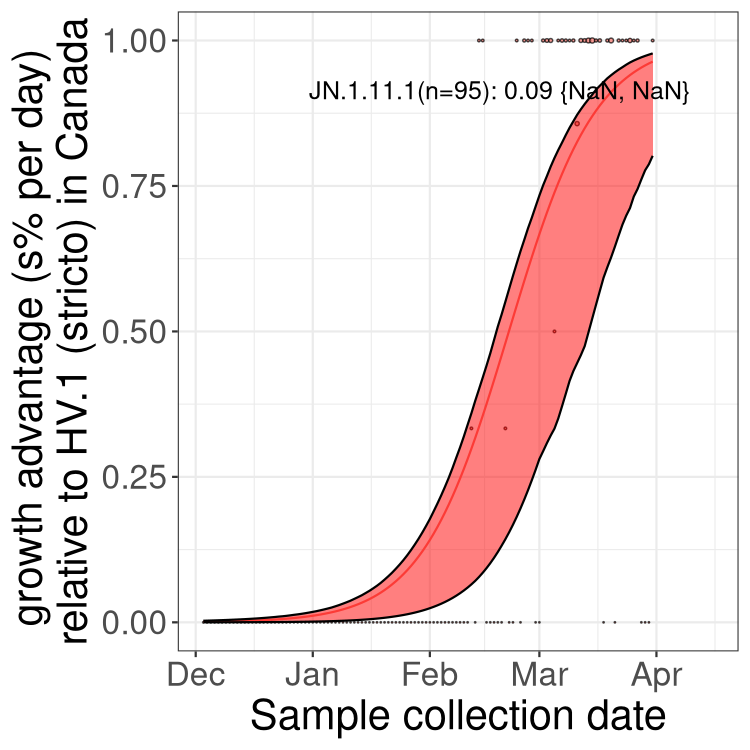 growth advantage (s% per day)
relative to HV.1 (stricto) in Canada
1.00
0.75
0.50
0.25
0.00
JN.1.11.1(n=95): 0.09 {NaN, NaN}
Dec Jan Feb Mar Apr
Sample collection date